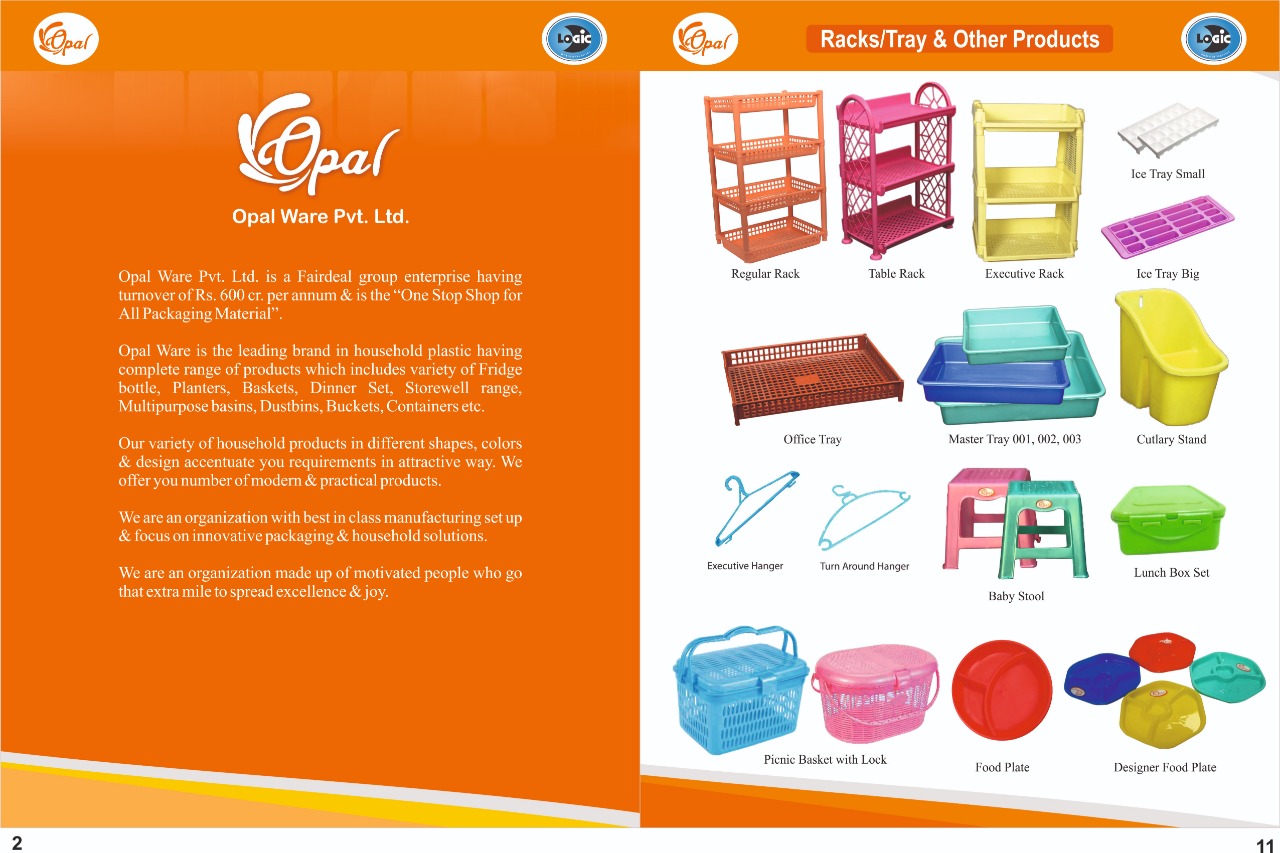 Opal
LOGIC
Opal
Opal Ware Pvt. Ltd.
Opal Ware Pvt. Ltd. is a Fairdeal group enterprise having
turnover of Rs. 600 cr. per annum & is the “One Stop Shop for
All Packaging Material”.
Opal Ware is the leading brand in household plastic having
complete range of products which includes variety of Fridge
bottle, Planters, Baskets, Dinner Set, Storewell range,
Multipurpose basins, Dustbins, Buckets, Containers etc.
Our variety of household products in different shapes, colors
& design accentuate you requirements in attractive way. We
offer you number of modern & practical products.
We are an organization with best in class manufacturing set up
& focus on innovative packaging & household solutions.
We are an organization made up of motivated people who go
that extra mile to spread excellence & joy.
2
Opal
Racks/Tray & Other Products
LOGIC
Ice Tray Small
Regular Rack
Table Rack
Executive Rack
Ice Tray Big
Office Tray
Master Tray 001, 002, 003
Cutlary Stand
Executive Hanger
Turn Around Hanger
Baby Stool
Lunch Box Set
Picnic Basket with Lock
Food Plate
Designer Food Plate
11